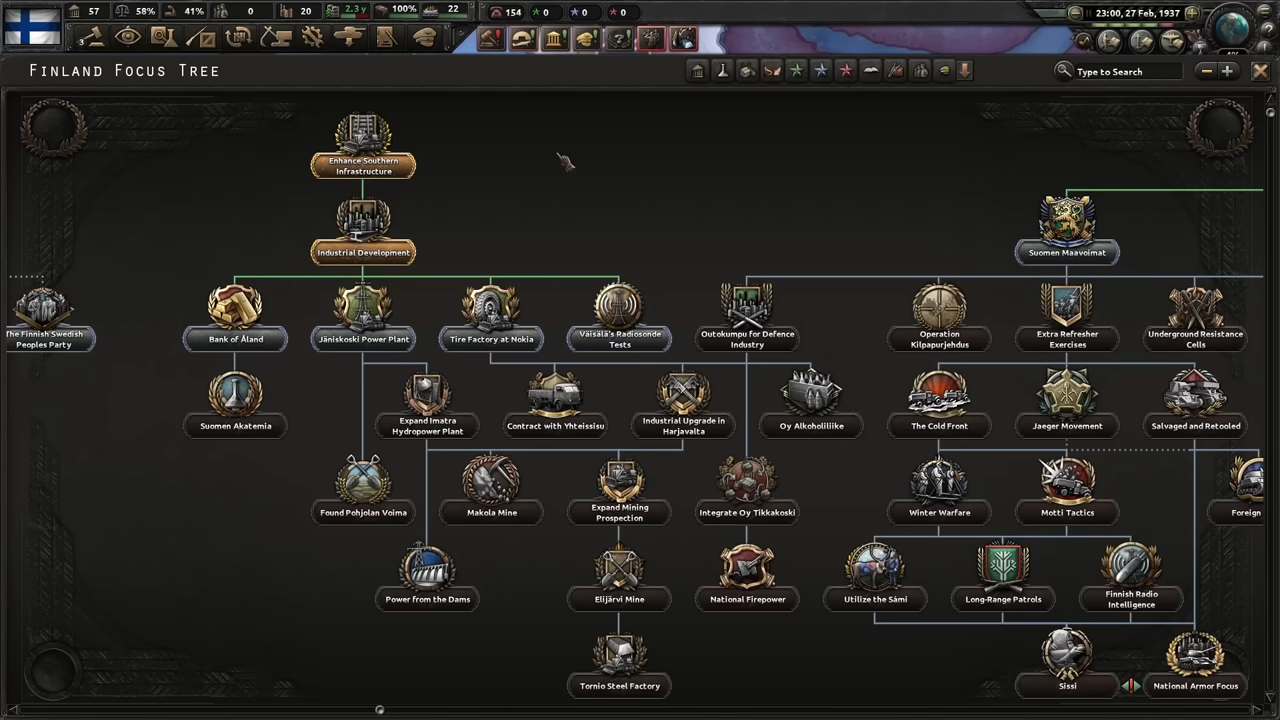 57 58% 41% 0 20 2.3 y 100% 22 154 0 0 0 23:00, 27 Feb, 1937
3
FINLAND FOCUS TREE
Type to Search
Enhance Southern
Infrastructure
Industrial Development
Suomen Maavoimat
The Finnish Swedish
Peoples Party
Bank of Åland
Jäniskoski Power Plant
Tire Factory at Nokia
Väisälä's Radiosonde
Tests
Outokumpu for Defence
Industry
Operation
Kilpapurjehdus
Extra Refresher
Exercises
Underground Resistance
Cells
Suomen Akatemia
Expand Imatra
Hydropower Plant
Contract with Yhteissisu
Industrial Upgrade in
Harjavalta
Oy Alkoholiliike
The Cold Front
Jaeger Movement
Salvaged and Retooled
Found Pohjolan Voima
Makola Mine
Expand Mining
Prospection
Integrate Oy Tikkakoski
Winter Warfare
Motti Tactics
Foreign
Power from the Dams
Elijärvi Mine
National Firepower
Utilize the Sámi
Long-Range Patrols
Finnish Radio
Intelligence
Tornio Steel Factory
Sissi
National Armor Focus